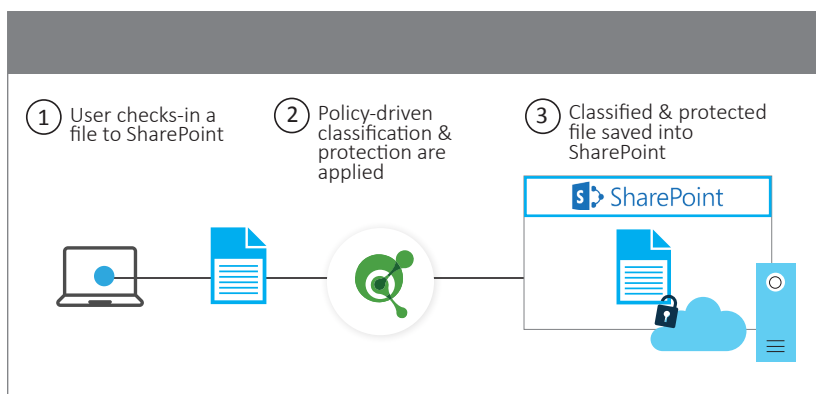 1
User checks-in a
file to SharePoint
2
Policy-driven
classification &
protection are
applied
3
Classified & protected
file saved into
SharePoint
S SharePoint